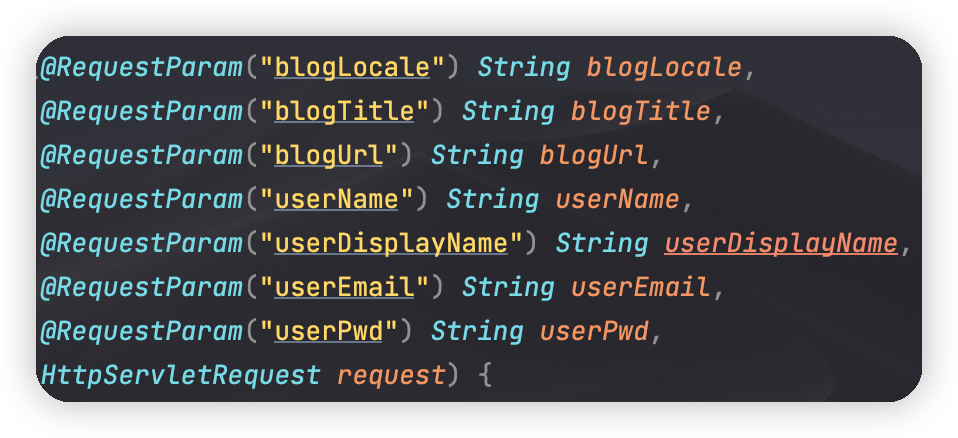 @RequestParam("blogLocale") String blogLocale,
@RequestParam("blogTitle") String blogTitle,
@RequestParam("blogUrl") String blogUrl,
@RequestParam("userName") String userName,
@RequestParam("userDisplayName") String userDisplayName,
@RequestParam("userEmail") String userEmail,
@RequestParam("userPwd") String userPwd,
HttpServletRequest request) {